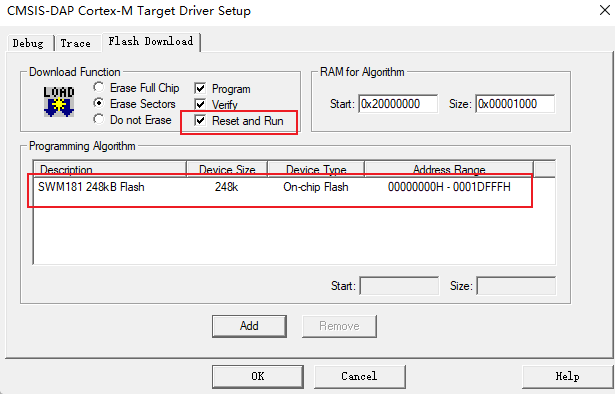 CMSIS-DAP Cortex-M Target Driver Setup
Debug Trace Flash Download
Download Function
LOAD
Erase Full Chip
Erase Sectors
Do not Erase
Program
Verify
Reset and Run
RAM for Algorithm
Start: 0x20000000 Size: 0x00001000
Programming Algorithm
Description Device Size Device Type Address Range
SWM181 248kB Flash 248k On-chip Flash 00000000H - 0001DFFFH
Start: Size:
Add Remove
OK Cancel Help